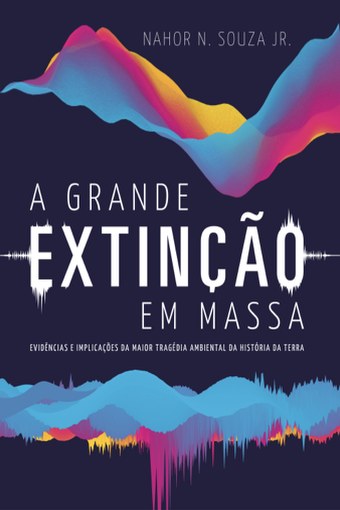 NAHOR N. SOUZA JR.
A GRANDE
EXTINÇÃO
EM MASSA
EVIDÊNCIAS E IMPLICAÇÕES DA MAIOR TRAGÉDIA AMBIENTAL DA HISTÓRIA DA TERRA